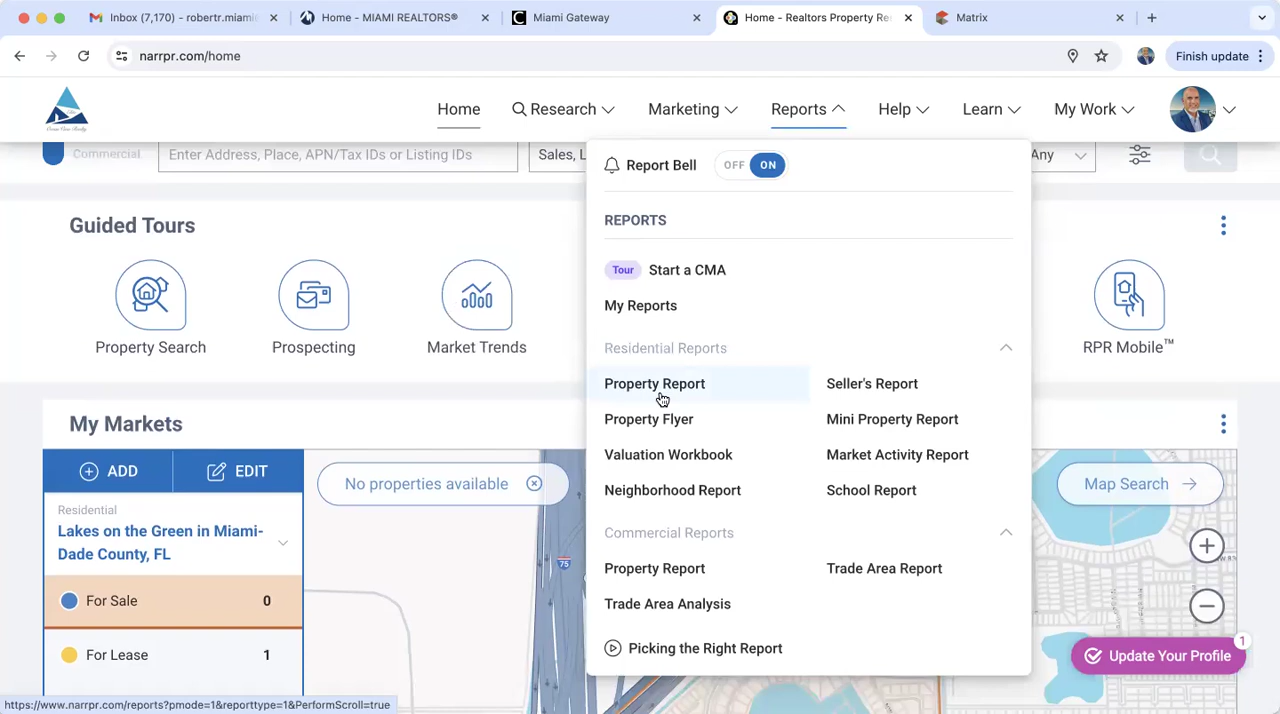 Inbox (7,170) - robertr.miami
Home - MIAMI REALTORS®
Miami Gateway
Home - Realtors Property Re
Matrix
narrpr.com/home
Finish update
Home
Research
Marketing
Reports
Help
Learn
My Work
Commercial
Enter Address, Place, APN/Tax IDs or Listing IDs
Sales, L
Any
Report Bell
OFF
ON
REPORTS
Tour
Start a CMA
My Reports
Residential Reports
Property Report
Seller's Report
Property Flyer
Mini Property Report
Valuation Workbook
Market Activity Report
Neighborhood Report
School Report
Commercial Reports
Property Report
Trade Area Report
Trade Area Analysis
Picking the Right Report
Guided Tours
Property Search
Prospecting
Market Trends
RPR Mobile™
My Markets
ADD
EDIT
Residential
Lakes on the Green in Miami-
Dade County, FL
For Sale
0
For Lease
1
No properties available
Map Search
75
Update Your Profile
1
https://www.narrpr.com/reports?pmode=1&reporttype=1&PerformScroll=true